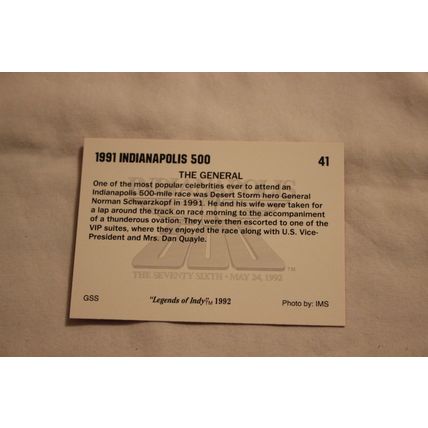 1991 INDIANAPOLIS 500 41
THE GENERAL
One of the most popular celebrities ever to attend an
Indianapolis 500-mile race was Desert Storm hero General
Norman Schwarzkopf in 1991. He and his wife were taken for
a lap around the track on race morning to the accompaniment
of a thunderous ovation. They were then escorted to one of the
VIP suites, where they enjoyed the race along with U.S. Vice-
President and Mrs. Dan Quayle.
INDIANAPOLIS
500
TM
THE SEVENTY SIXTH • MAY 24, 1992
GSS "Legends of Indy"TM 1992 Photo by: IMS